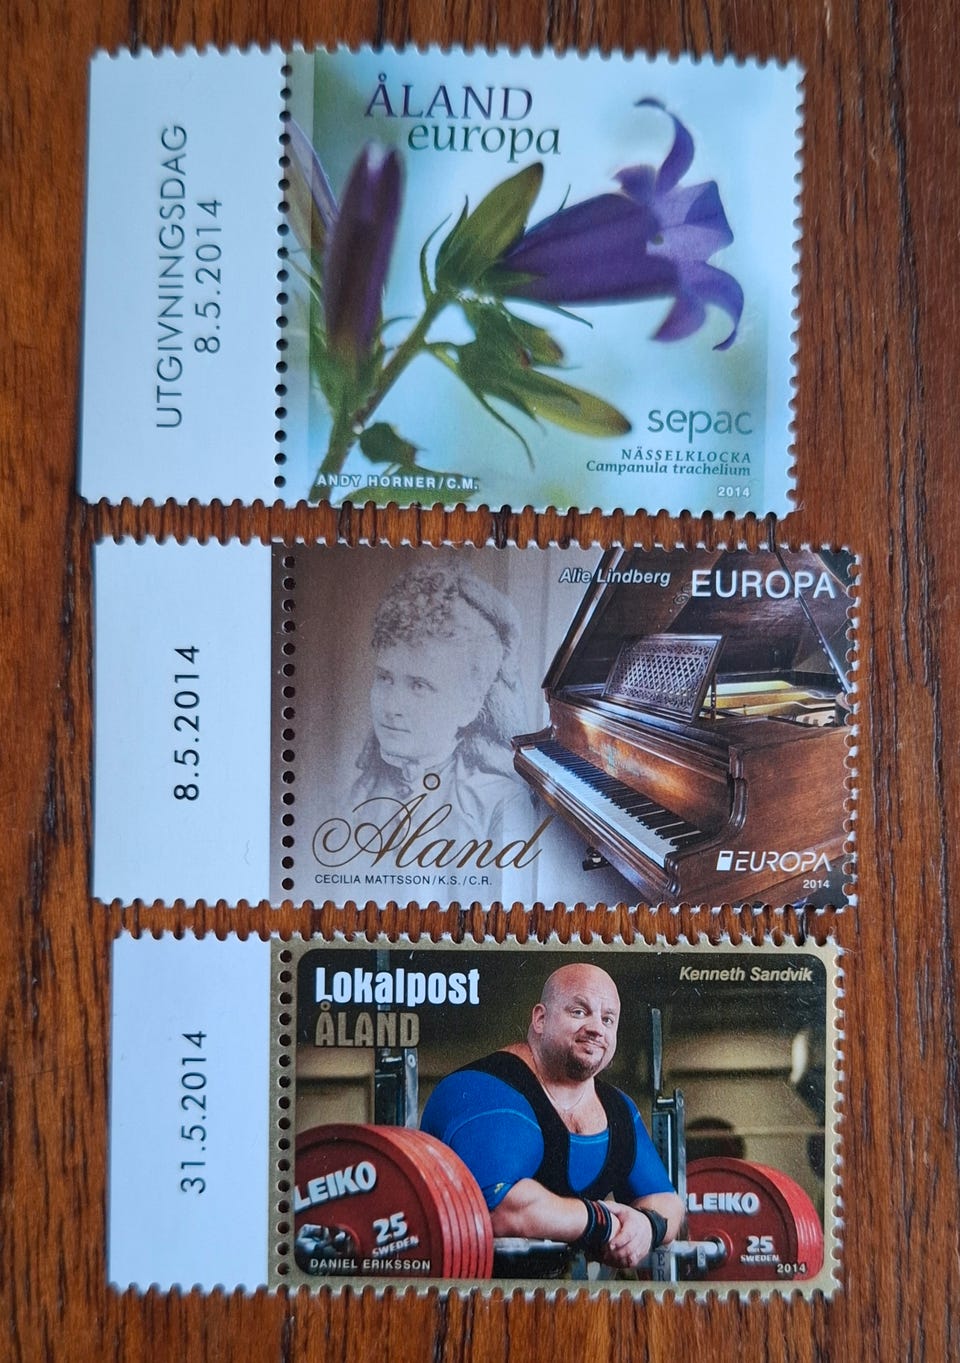 UTGIVNINGSDAG
8.5.2014
ÅLAND
europa
sepac
NÄSSELKLOCKA
Campanula trachelium
ANDY HORNER/C.M.
2014
8.5.2014
Alie Lindberg
EUROPA
Åland
CECILIA MATTSSON/K.S./C.R.
EUROPA
2014
31.5.2014
Lokalpost
ÅLAND
Kenneth Sandvik
LEIKO
25
SWEDEN
DANIEL ERIKSSON
LEIKO
25
SWEDEN
2014